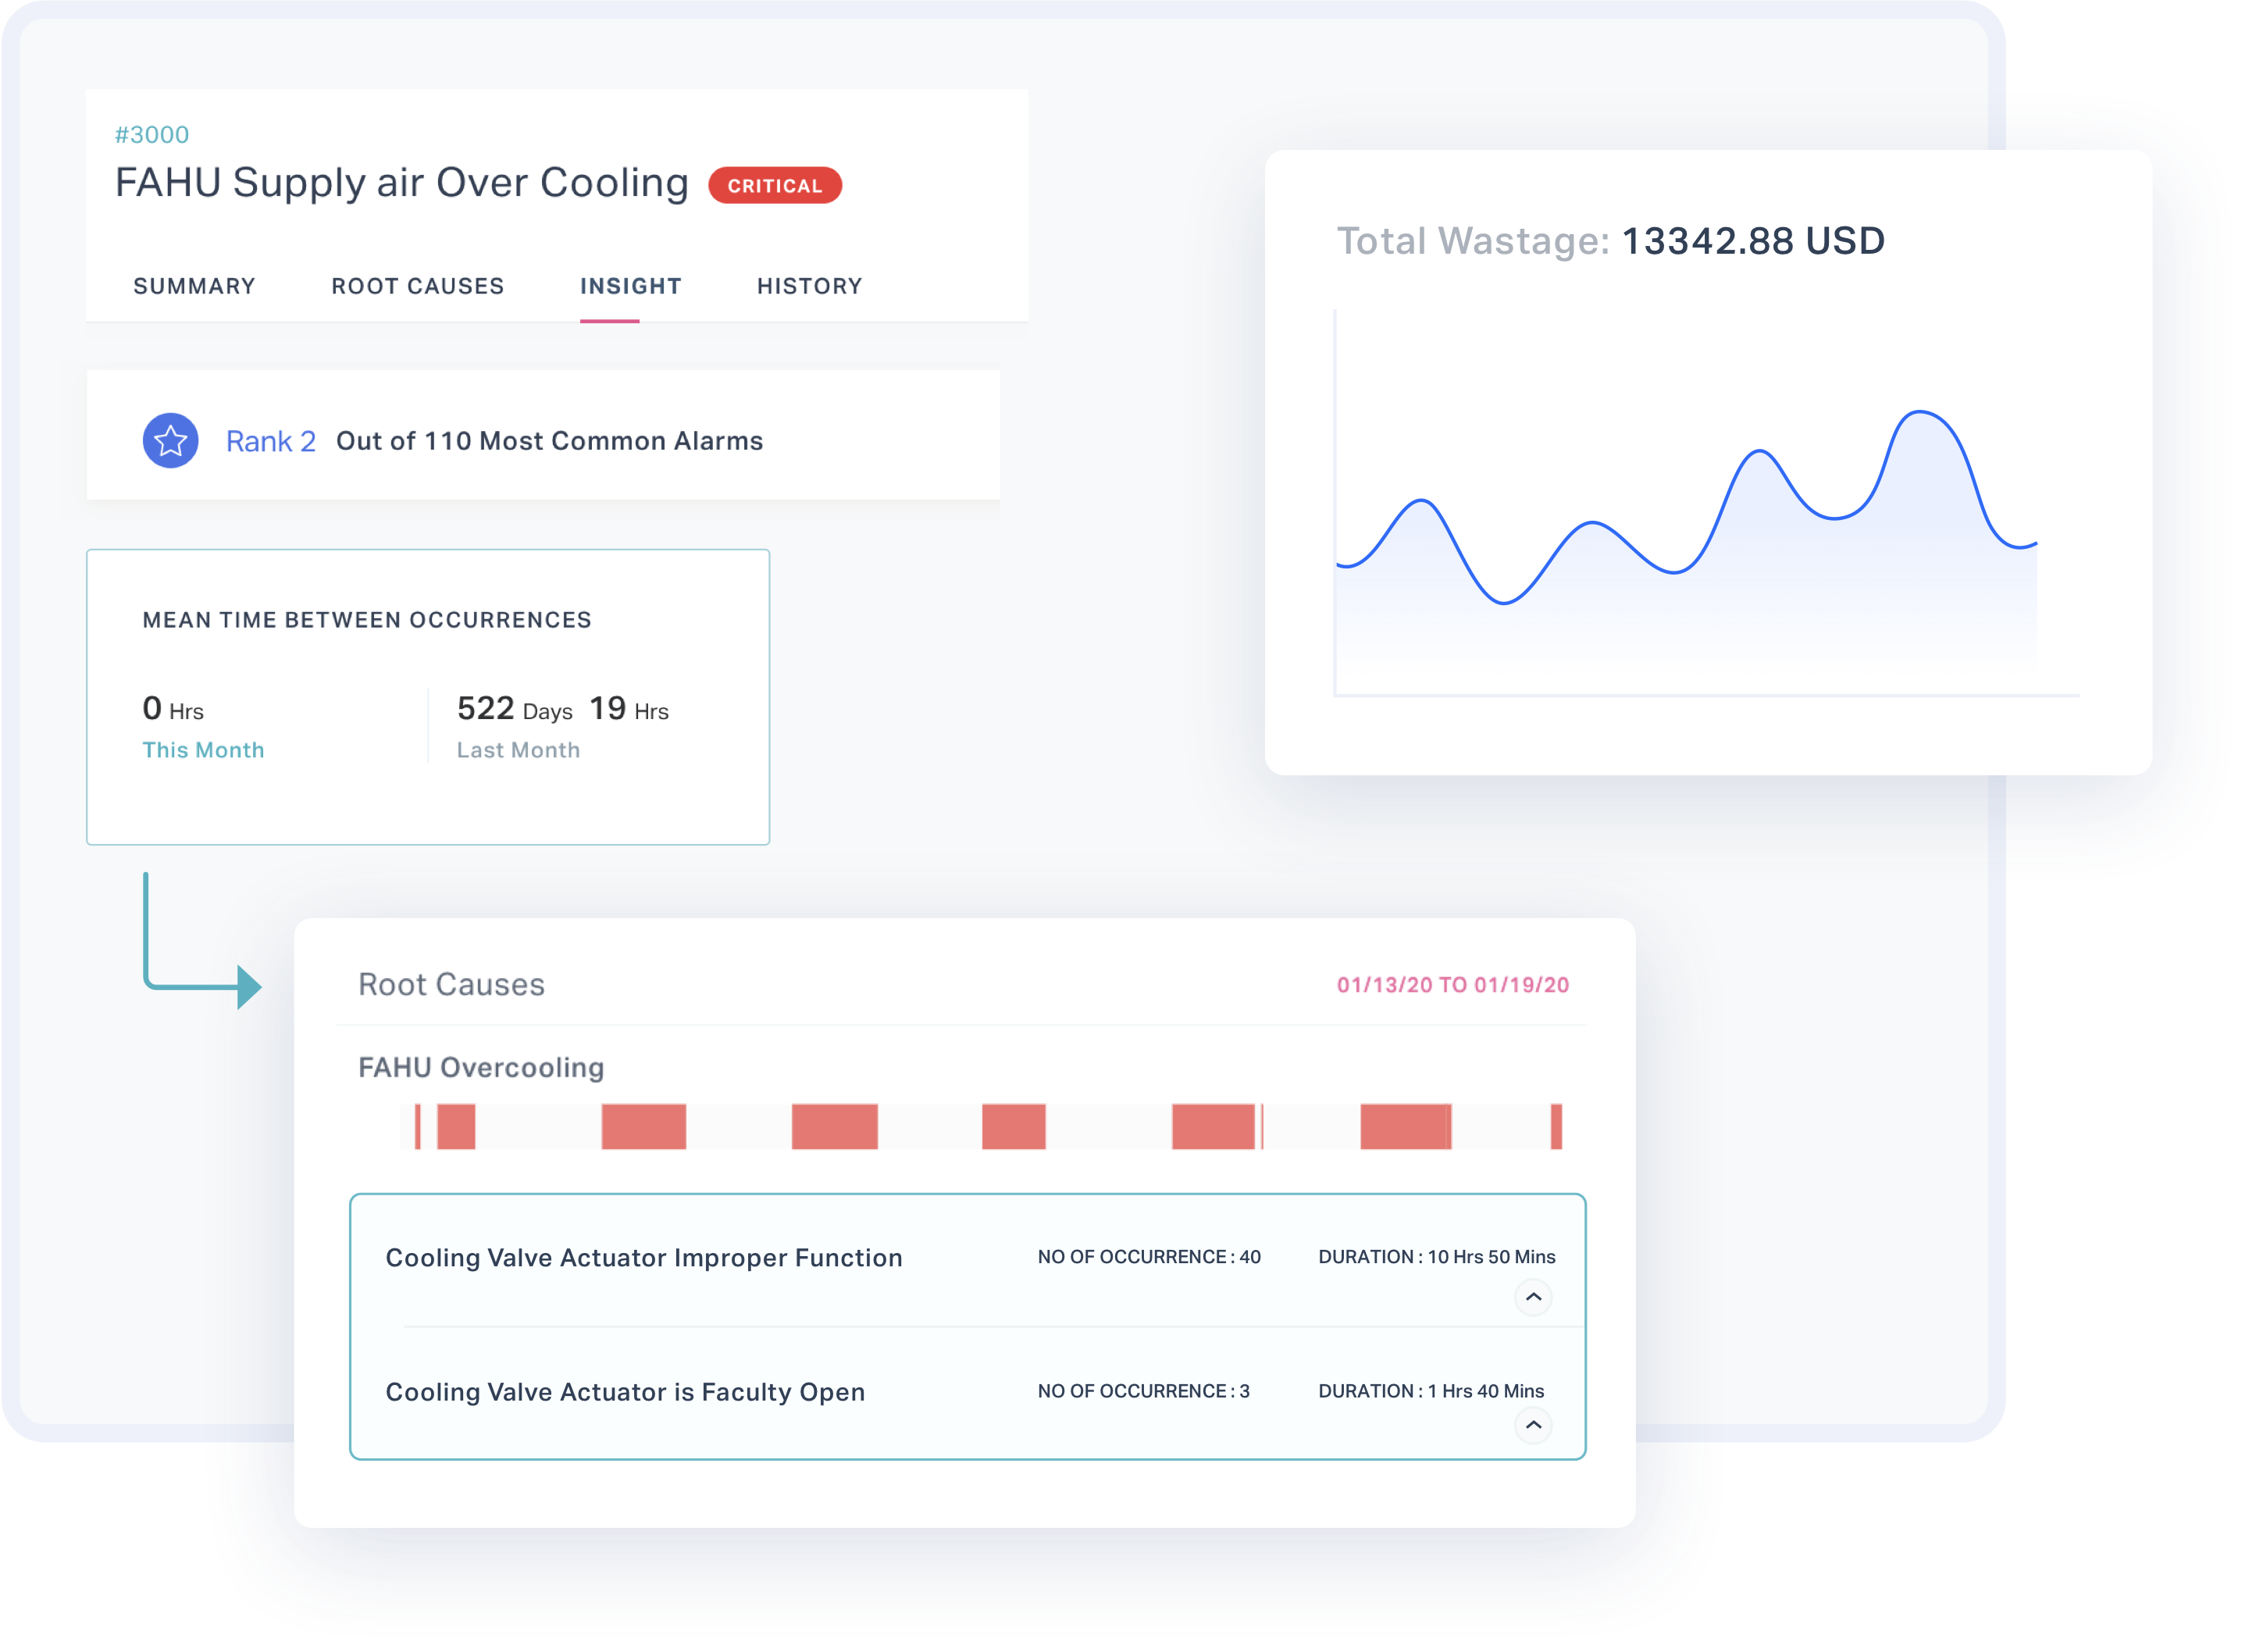 #3000
FAHU Supply air Over Cooling CRITICAL
SUMMARY ROOT CAUSES INSIGHT HISTORY
Rank 2 Out of 110 Most Common Alarms
MEAN TIME BETWEEN OCCURRENCES
0 Hrs 522 Days 19 Hrs
This Month Last Month
Total Wastage: 13342.88 USD
Root Causes 01/13/20 TO 01/19/20
FAHU Overcooling
Cooling Valve Actuator Improper Function NO OF OCCURRENCE : 40 DURATION : 10 Hrs 50 Mins
Cooling Valve Actuator is Faculty Open NO OF OCCURRENCE : 3 DURATION : 1 Hrs 40 Mins